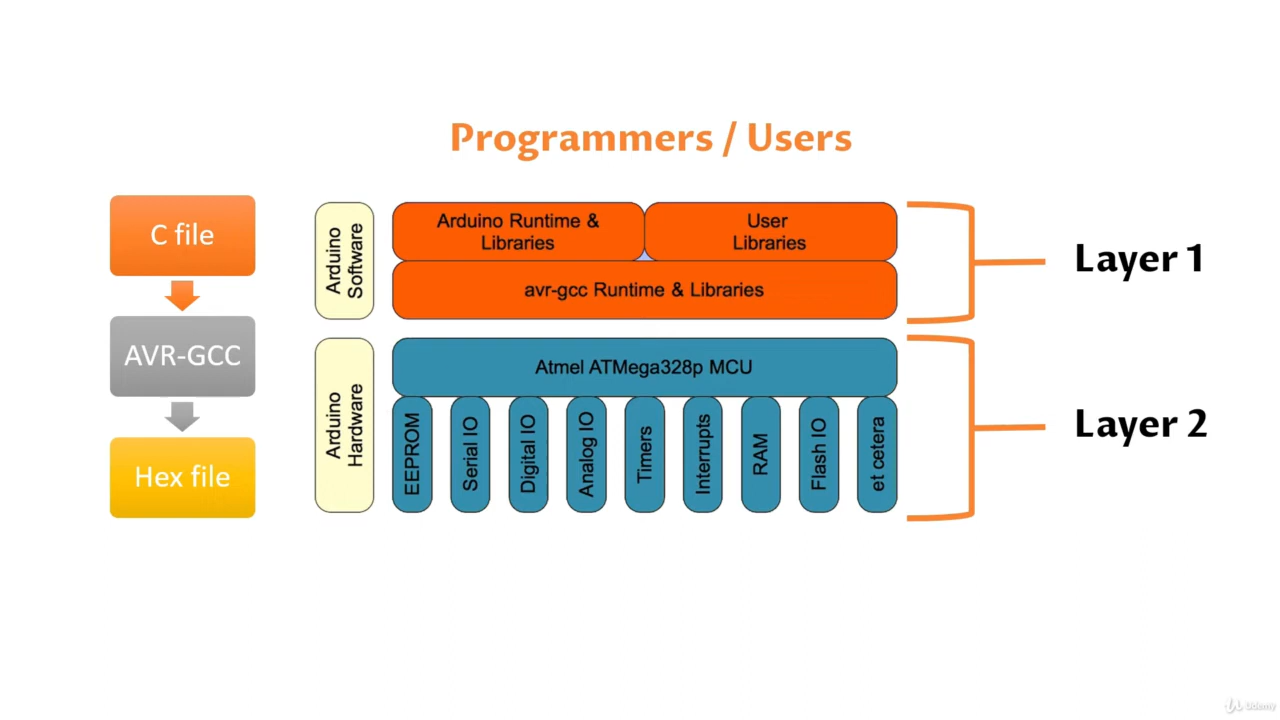 Programmers / Users
C file
AVR-GCC
Hex file
Arduino
Software
Arduino Runtime &
Libraries
User
Libraries
avr-gcc Runtime & Libraries
Layer 1
Arduino
Hardware
Atmel ATMega328p MCU
EEPROM
Serial IO
Digital IO
Analog IO
Timers
Interrupts
RAM
Flash IO
et cetera
Layer 2
Udemy